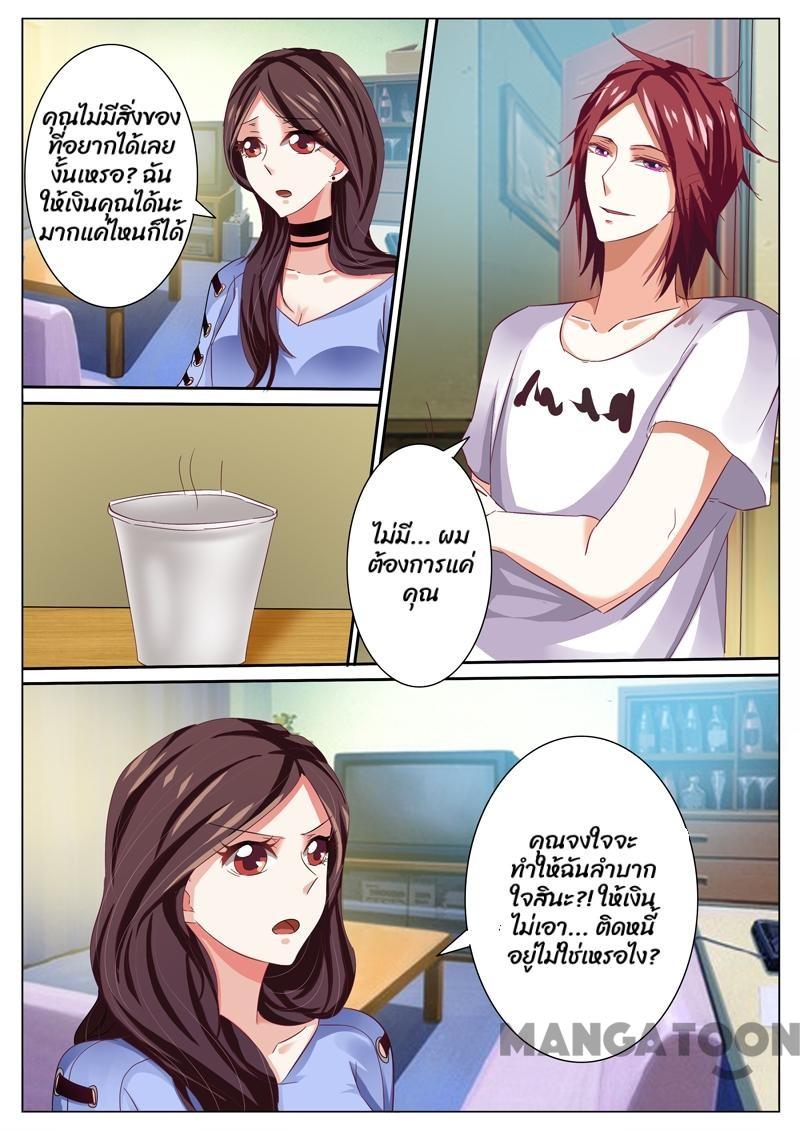 คุณไม่มีสิ่งของ
ที่อยากได้เลย
งั้นเหรอ? ฉัน
ให้เงินคุณได้นะ
มากแค่ไหนก็ได้
ไม่มี... ผม
ต้องการแค่
คุณ
คุณจงใจจะ
ทำให้ฉันลำบาก
ใจสินะ?! ให้เงิน
ไม่เอา... ติดหนี้
อยู่ไม่ใช่เหรอไง?
MANGATOON